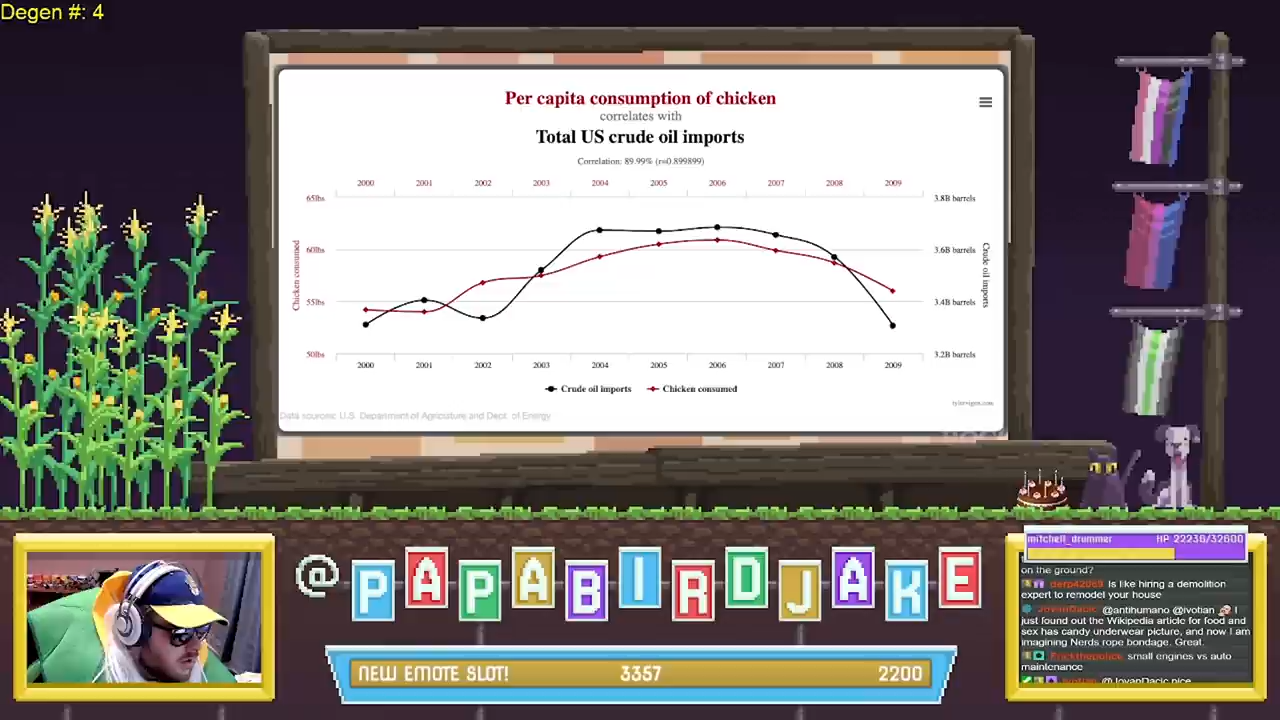 Degen #: 4
Per capita consumption of chicken
correlates with
Total US crude oil imports
Correlation: 89.99% (r=0.899899)
2000 2001 2002 2003 2004 2005 2006 2007 2008 2009
65lbs 3.8B barrels
60lbs 3.6B barrels
Chicken consumed
Crude oil imports
55lbs 3.4B barrels
50lbs 3.2B barrels
2000 2001 2002 2003 2004 2005 2006 2007 2008 2009
Crude oil imports Chicken consumed
tylervigen.com
Data sources: U.S. Department of Agriculture and Dept. of Energy
@PAPABIRDJAKE
NEW EMOTE SLOT! 3357 2200
mitchell_drummer HP 22236/32600
on the ground?
derp42069 Is like hiring a demolition
expert to remodel your house
JovanDacic @antihumano @ivotian I
just found out the Wikipedia article for food and
sex has candy underwear picture, and now I am
imagining Nerds rope bondage. Great.
small engines vs auto
maintenance
@JovanDacic nice